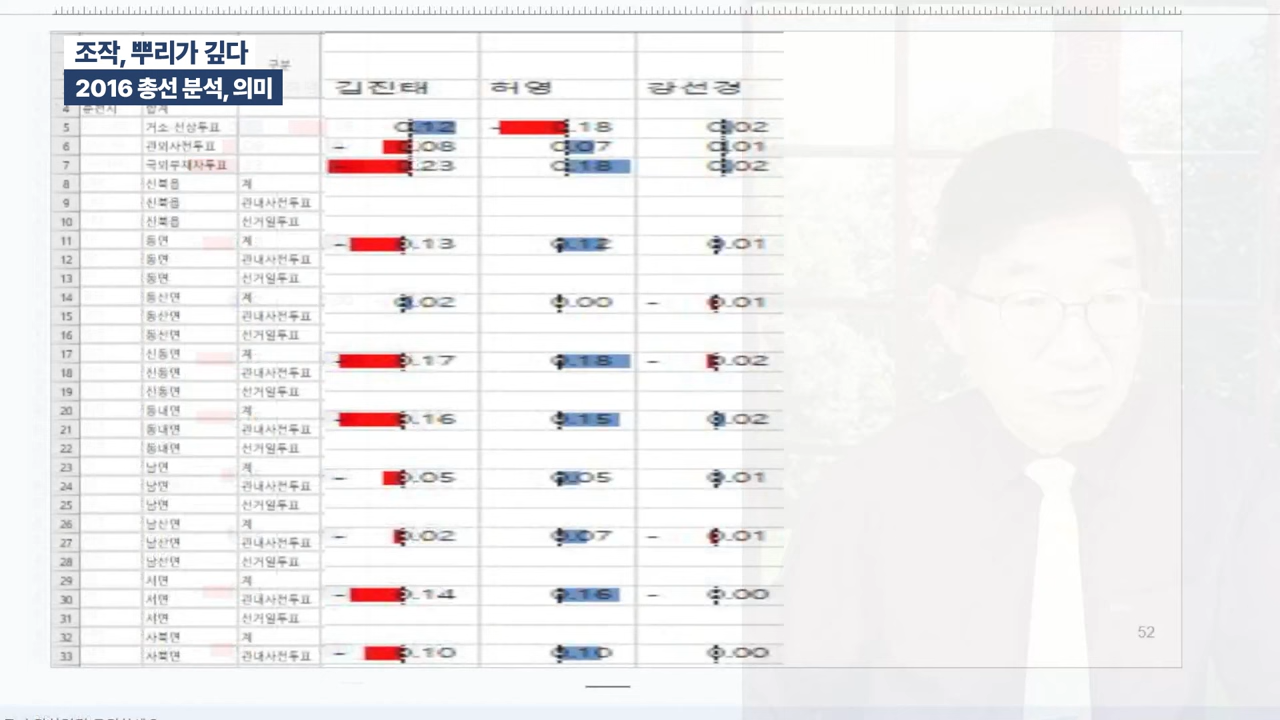 조작, 뿌리가 깊다
2016 총선 분석, 의미
구분
김진태 허영 강선경
4 춘천시 합계
5 거소·선상투표 0.12 - 0.18 0.02
6 관외사전투표 - 0.08 0.07 0.01
7 국외부재자투표 - 0.23 0.18 0.02
8 신북읍 계
9 신북읍 관내사전투표
10 신북읍 선거일투표
11 동면 계 - 0.13 0.12 0.01
12 동면 관내사전투표
13 동면 선거일투표
14 동산면 계 0.02 0.00 - 0.01
15 동산면 관내사전투표
16 동산면 선거일투표
17 신동면 계 - 0.17 0.18 - 0.02
18 신동면 관내사전투표
19 신동면 선거일투표
20 동내면 계 - 0.16 0.15 0.02
21 동내면 관내사전투표
22 동내면 선거일투표
23 남면 계 - 0.05 0.05 0.01
24 남면 관내사전투표
25 남면 선거일투표
26 남산면 계 - 0.02 0.07 - 0.01
27 남산면 관내사전투표
28 남산면 선거일투표
29 서면 계 - 0.14 0.16 - 0.00
30 서면 관내사전투표
31 서면 선거일투표
32 사북면 계
33 사북면 관내사전투표 - 0.10 0.10 0.00
52